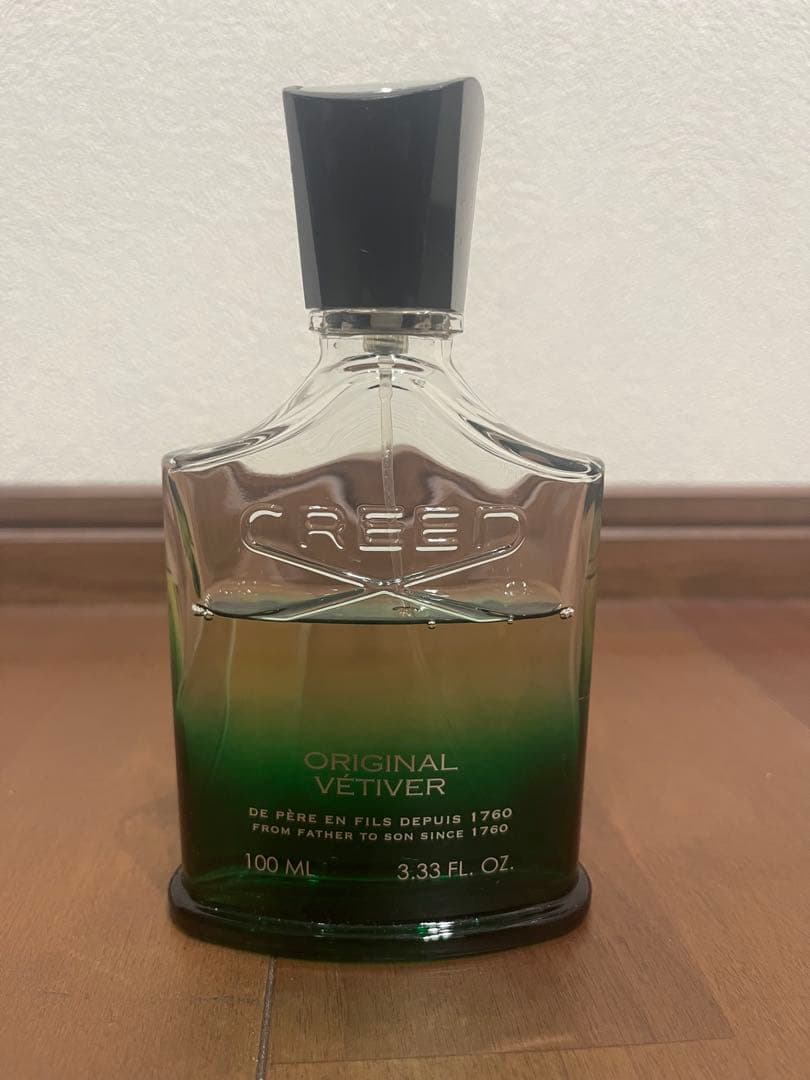 CREED
ORIGINAL
VÉTIVER
DE PÈRE EN FILS DEPUIS 1760
FROM FATHER TO SON SINCE 1760
100 ML 3.33 FL. OZ.